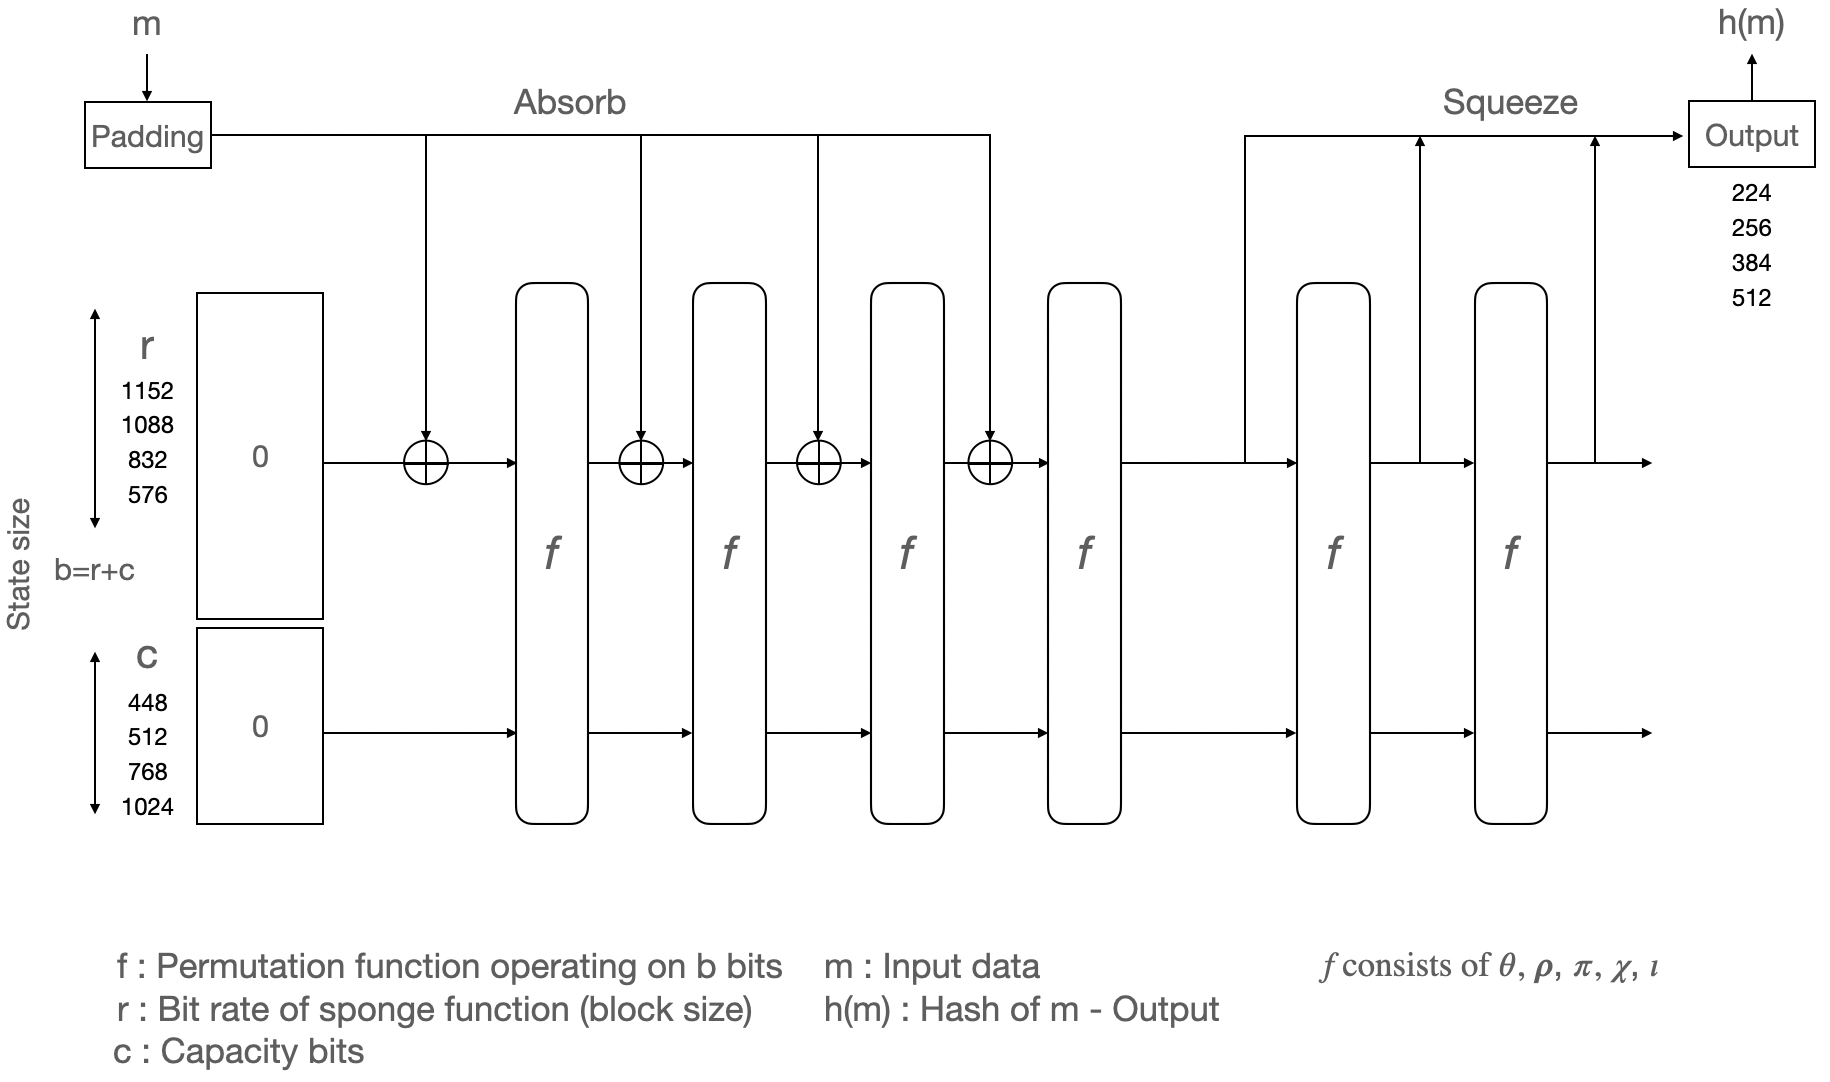 m
h(m)
Absorb
Squeeze
Padding
Output
224
256
384
512
r
1152
1088
832
576
0
State size
b=r+c
f
f
f
f
f
f
c
448
512
768
1024
0
f : Permutation function operating on b bits
r : Bit rate of sponge function (block size)
c : Capacity bits
m : Input data
h(m) : Hash of m - Output
f consists of θ, ρ, π, χ, ι